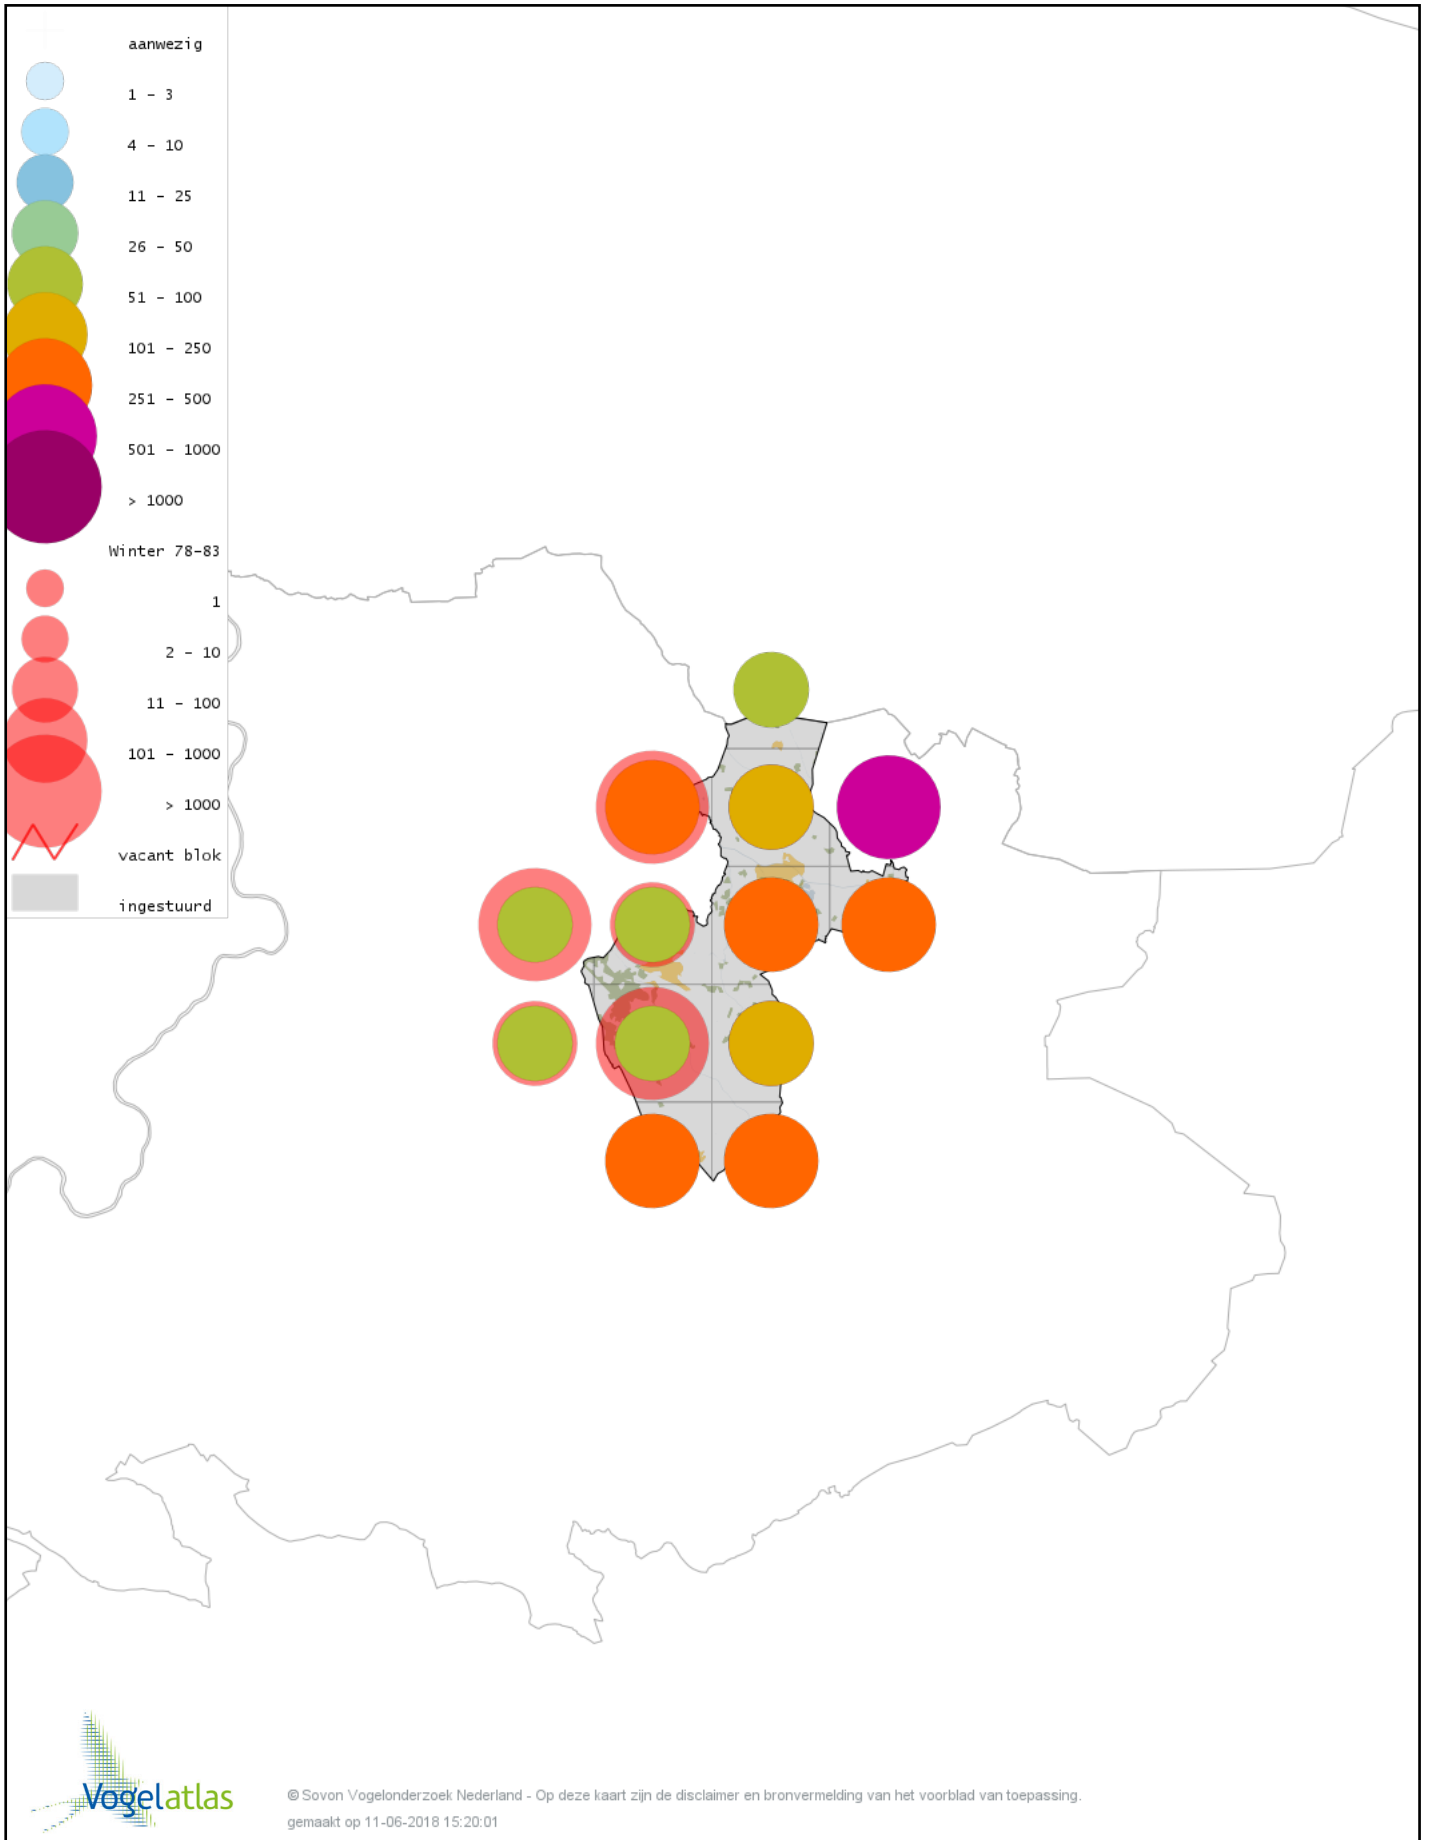 aanwezig
1 - 3
4 - 10
11 - 25
26 - 50
51 - 100
101 - 250
251 - 500
501 - 1000
> 1000
Winter 78-83
1
2 - 10
11 - 100
101 - 1000
> 1000
vacant blok
ingestuurd
Vogelatlas
© Sovon Vogelonderzoek Nederland - Op deze kaart zijn de disclaimer en bronvermelding van het voorblad van toepassing.
gemaakt op 11-06-2018 15:20:01